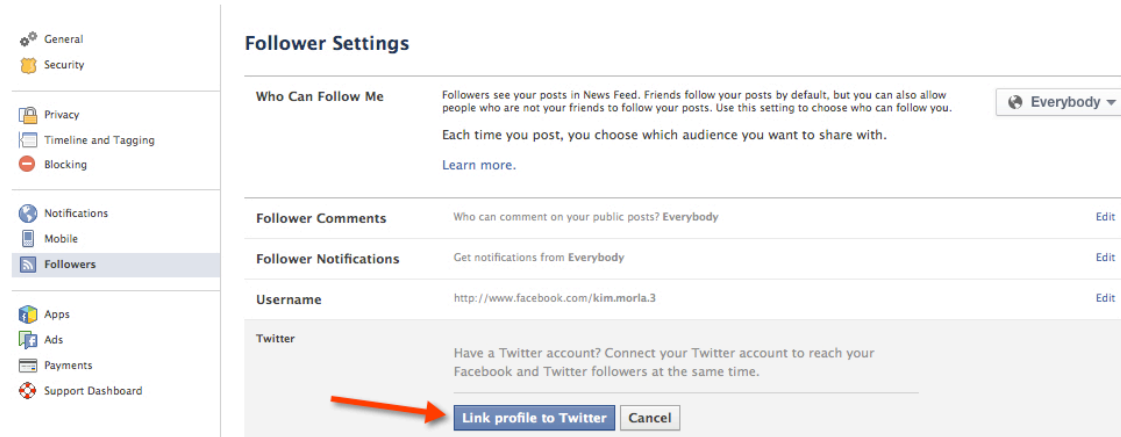 General
Security
Privacy
Timeline and Tagging
Blocking
Notifications
Mobile
Followers
Apps
Ads
Payments
Support Dashboard
Follower Settings
Who Can Follow Me
Followers see your posts in News Feed. Friends follow your posts by default, but you can also allow
people who are not your friends to follow your posts. Use this setting to choose who can follow you.
Everybody
Each time you post, you choose which audience you want to share with.
Learn more.
Follower Comments Who can comment on your public posts? Everybody Edit
Follower Notifications Get notifications from Everybody Edit
Username http://www.facebook.com/kim.morla.3 Edit
Twitter
Have a Twitter account? Connect your Twitter account to reach your
Facebook and Twitter followers at the same time.
Link profile to Twitter Cancel